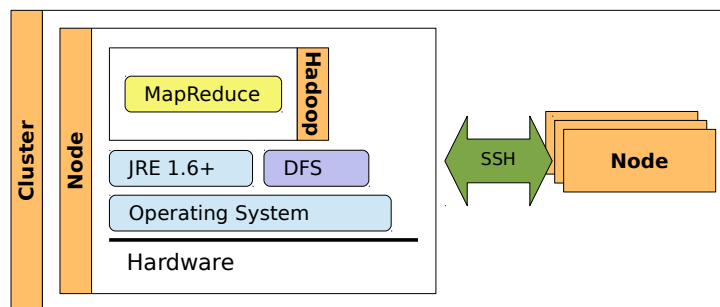 Cluster
Node
MapReduce
Hadoop
JRE 1.6+
DFS
Operating System
Hardware
SSH
Node